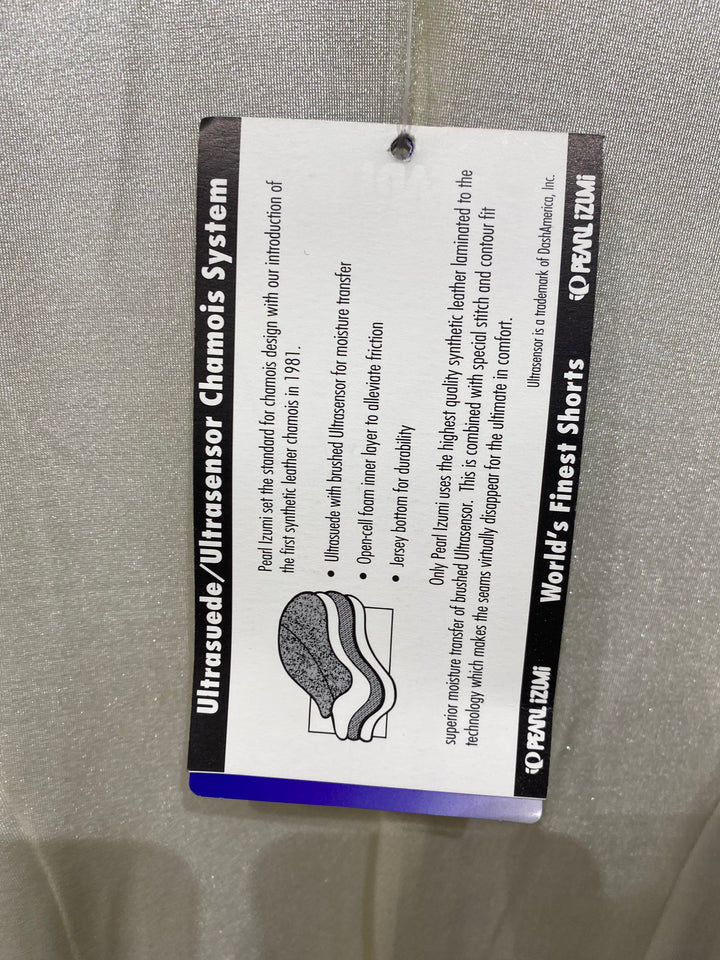 Ultrasuede/Ultrasensor Chamois System
Pearl Izumi set the standard for chamois design with our introduction of
the first synthetic leather chamois in 1981.
• Ultrasuede with brushed Ultrasensor for moisture transfer
• Open-cell foam inner layer to alleviate friction
• Jersey bottom for durability
Only Pearl Izumi uses the highest quality synthetic leather laminated to the
superior moisture transfer of brushed Ultrasensor. This is combined with special stitch and contour fit
technology which makes the seams virtually disappear for the ultimate in comfort.
Ultrasensor is a trademark of DashAmerica, Inc.
PEARL iZUMi World's Finest Shorts PEARL iZUMi